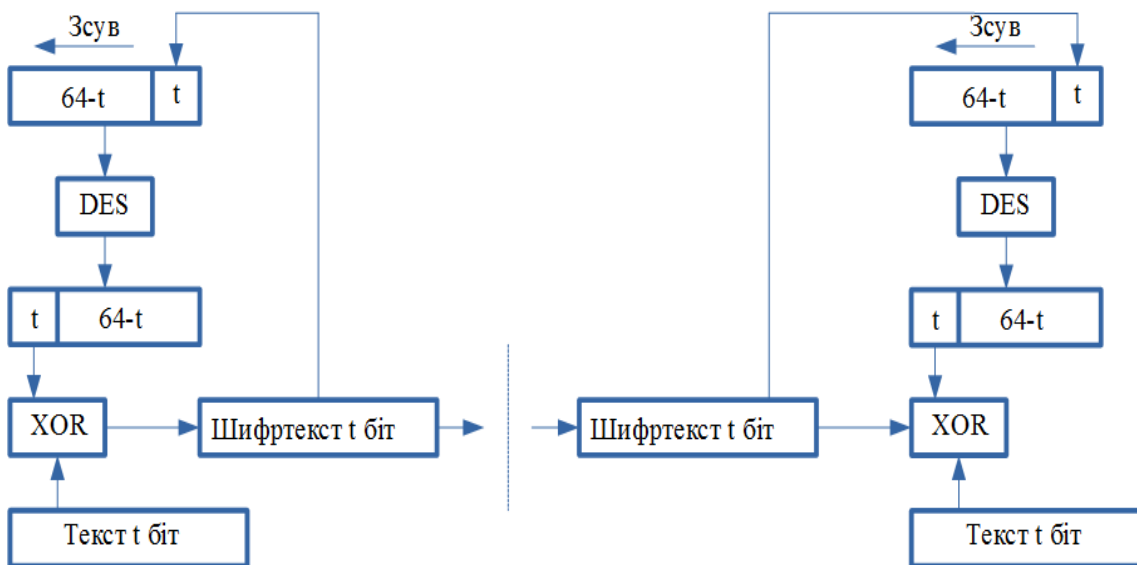 Зсув
64-t
t
DES
t
64-t
XOR
Шифртекст t біт
Текст t біт
Зсув
64-t
t
DES
t
64-t
Шифртекст t біт
XOR
Текст t біт